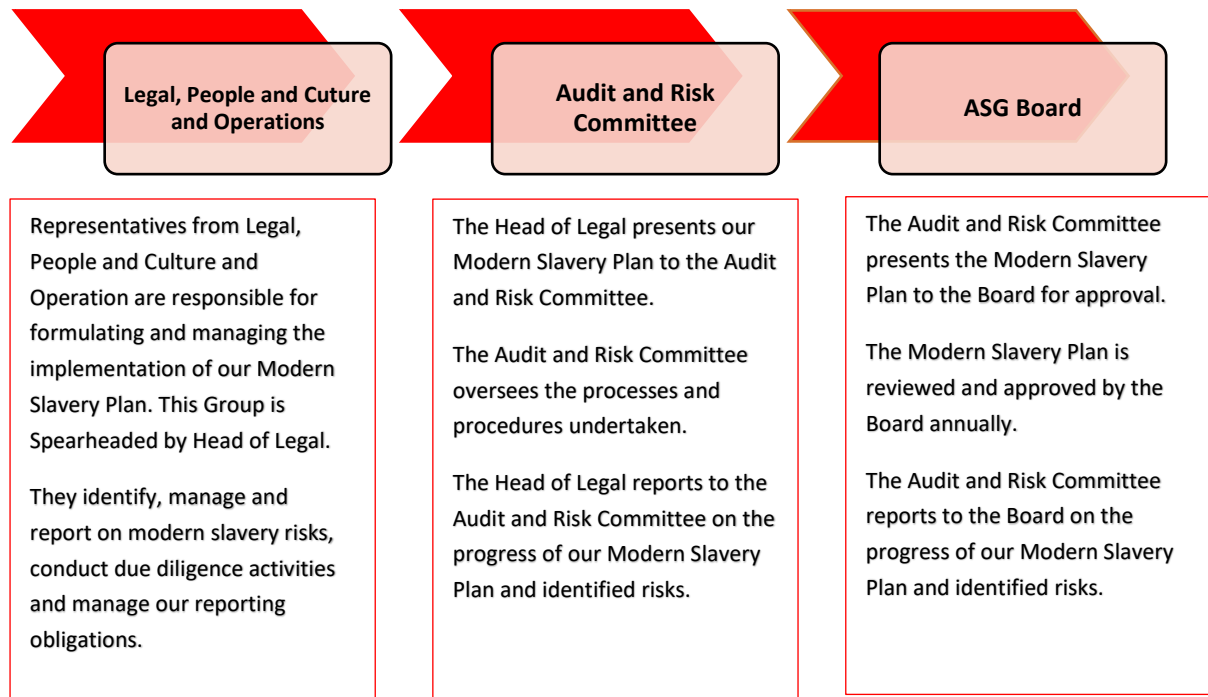 Legal, People and Cuture
and Operations
Audit and Risk
Committee
ASG Board
Representatives from Legal,
People and Culture and
Operation are responsible for
formulating and managing the
implementation of our Modern
Slavery Plan. This Group is
Spearheaded by Head of Legal.
They identify, manage and
report on modern slavery risks,
conduct due diligence activities
and manage our reporting
obligations.
The Head of Legal presents our
Modern Slavery Plan to the Audit
and Risk Committee.
The Audit and Risk Committee
oversees the processes and
procedures undertaken.
The Head of Legal reports to the
Audit and Risk Committee on the
progress of our Modern Slavery
Plan and identified risks.
The Audit and Risk Committee
presents the Modern Slavery
Plan to the Board for approval.
The Modern Slavery Plan is
reviewed and approved by the
Board annually.
The Audit and Risk Committee
reports to the Board on the
progress of our Modern Slavery
Plan and identified risks.